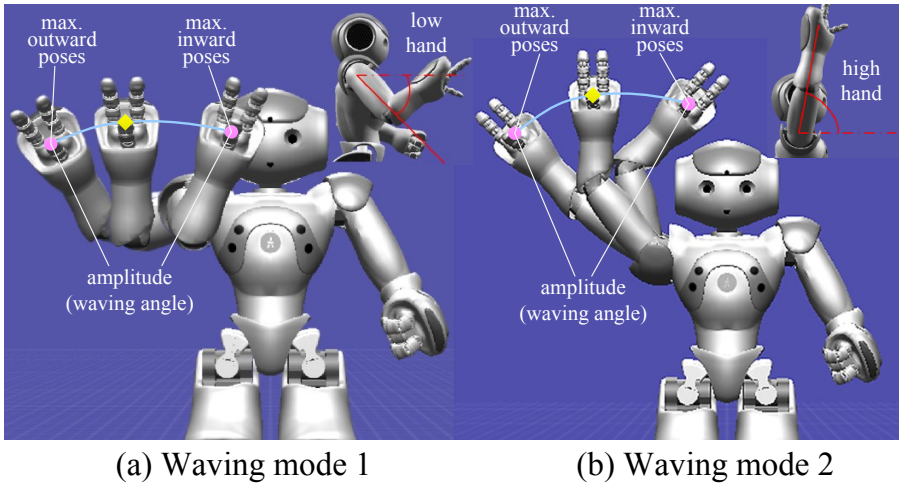 max.
outward
poses
max.
inward
poses
low
hand
amplitude
(waving angle)
max.
outward
poses
max.
inward
poses
high
hand
amplitude
(waving angle)
(a) Waving mode 1
(b) Waving mode 2